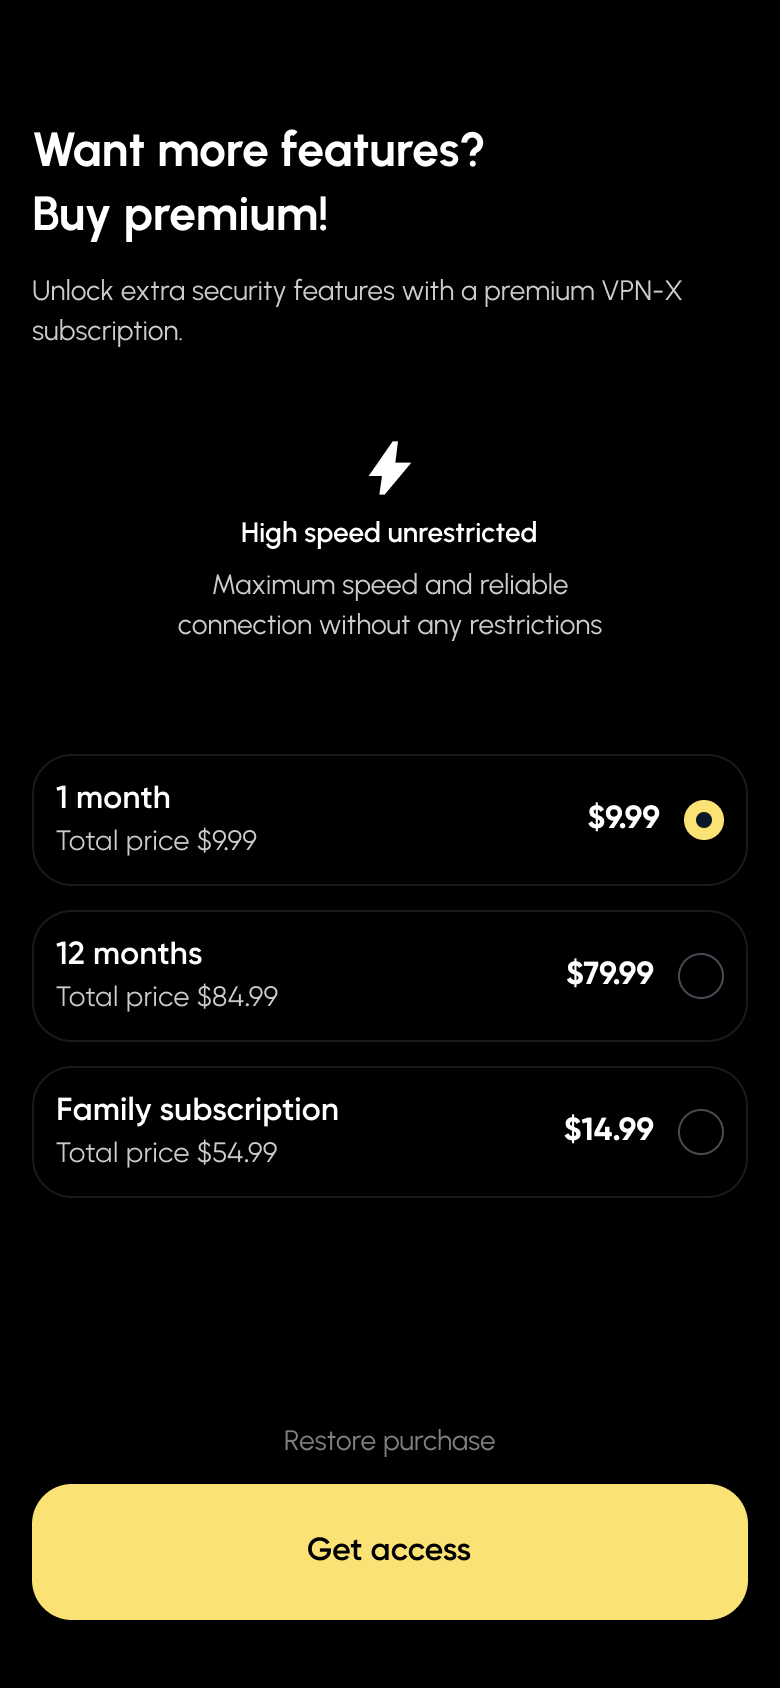 Want more features?
Buy premium!
Unlock extra security features with a premium VPN-X
subscription.
High speed unrestricted
Maximum speed and reliable
connection without any restrictions
1 month
Total price $9.99
$9.99
12 months
Total price $84.99
$79.99
Family subscription
Total price $54.99
$14.99
Restore purchase
Get access